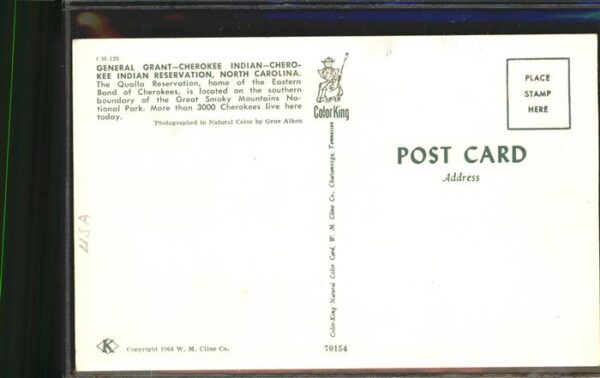 CM-126
GENERAL GRANT—CHEROKEE INDIAN—CHERO-
KEE INDIAN RESERVATION, NORTH CAROLINA.
The Qualla Reservation, home of the Eastern
Band of Cherokees, is located on the southern
boundary of the Great Smoky Mountains Na-
tional Park. More than 3000 Cherokees live here
today.
Photographed in Natural Color by Gene Aiken
Color King
PLACE
STAMP
HERE
POST CARD
Address
Color-King Natural Color Card, W. M. Cline Co., Chattanooga, Tennessee
USA
K
Copyright 1964 W. M. Cline Co.
70154